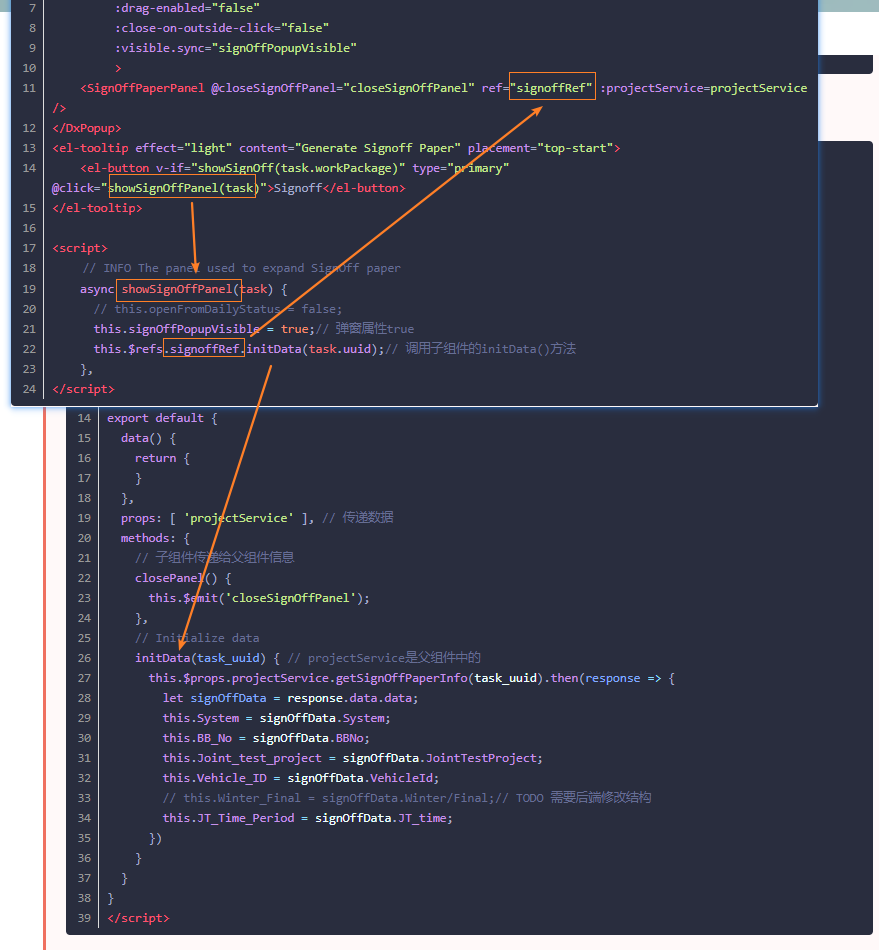 7 :drag-enabled="false"
8 :close-on-outside-click="false"
9 :visible.sync="signOffPopupVisible"
10 >
11 <SignOffPaperPanel @closeSignOffPanel="closeSignOffPanel" ref="signoffRef" :projectService=projectService
/>
12 </DxPopup>
13 <el-tooltip effect="light" content="Generate Signoff Paper" placement="top-start">
14 <el-button v-if="showSignOff(task.workPackage)" type="primary"
@click="showSignOffPanel(task)">Signoff</el-button>
15 </el-tooltip>
16
17 <script>
18 // INFO The panel used to expand SignOff paper
19 async showSignOffPanel(task) {
20 // this.openFromDailyStatus = false;
21 this.signOffPopupVisible = true;// 弹窗属性true
22 this.$refs.signoffRef.initData(task.uuid);// 调用子组件的initData()方法
23 },
24 </script>
14 export default {
15 data() {
16 return {
17 }
18 },
19 props: [ 'projectService' ], // 传递数据
20 methods: {
21 // 子组件传递给父组件信息
22 closePanel() {
23 this.$emit('closeSignOffPanel');
24 },
25 // Initialize data
26 initData(task_uuid) { // projectService是父组件中的
27 this.$props.projectService.getSignOffPaperInfo(task_uuid).then(response => {
28 let signOffData = response.data.data;
29 this.System = signOffData.System;
30 this.BB_No = signOffData.BBNo;
31 this.Joint_test_project = signOffData.JointTestProject;
32 this.Vehicle_ID = signOffData.VehicleId;
33 // this.Winter_Final = signOffData.Winter/Final;// TODO 需要后端修改结构
34 this.JT_Time_Period = signOffData.JT_time;
35 })
36 }
37 }
38 }
39 </script>